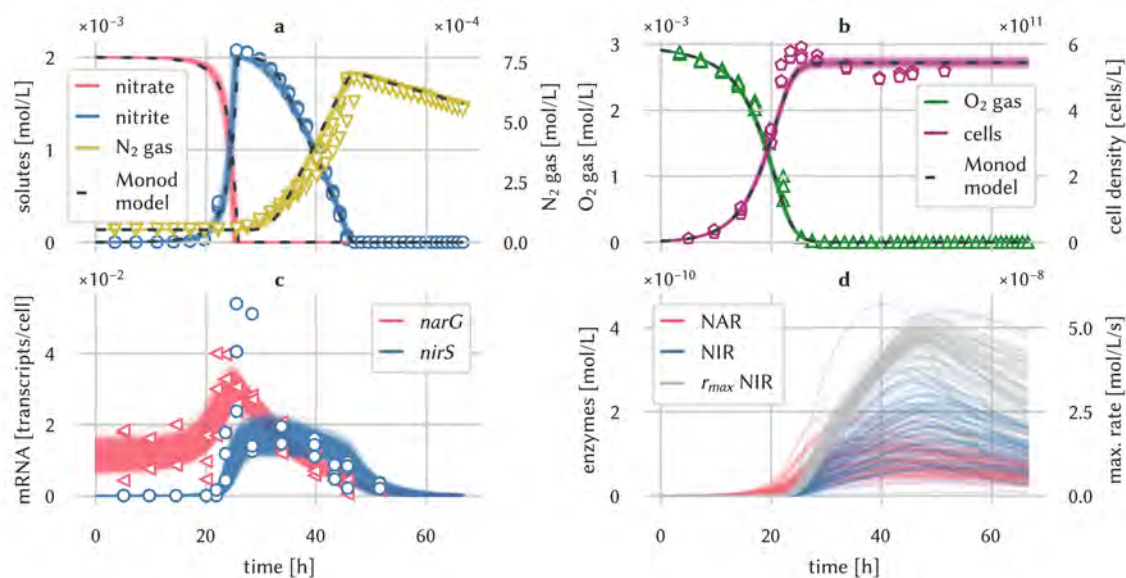 ×10⁻³ a ×10⁻⁴
solutes [mol/L]
2
1
0
nitrate
nitrite
N₂ gas
Monod
model
7.5
5.0
2.5
0.0
N₂ gas [mol/L]
×10⁻³ b ×10¹¹
O₂ gas [mol/L]
3
2
1
0
O₂ gas
cells
Monod
model
6
4
2
0
cell density [cells/L]
×10⁻² c
mRNA [transcripts/cell]
4
2
0
narG
nirS
0 20 40 60
time [h]
×10⁻¹⁰ d ×10⁻⁸
enzymes [mol/L]
4
2
0
NAR
NIR
rₘₐₓ NIR
5.0
2.5
0.0
max. rate [mol/L/s]
0 20 40 60
time [h]